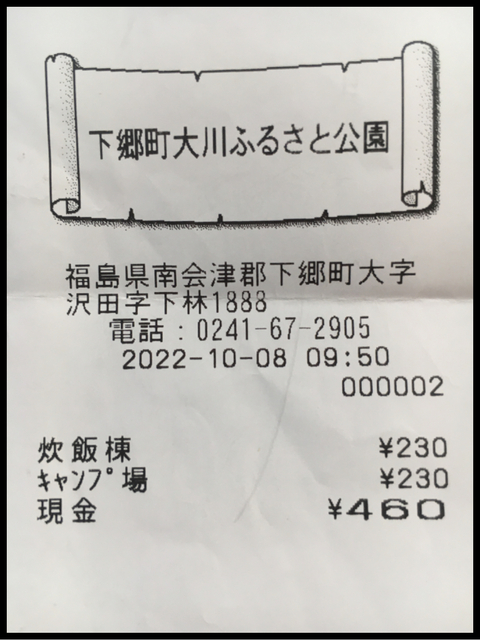 下郷町大川ふるさと公園
福島県南会津郡下郷町大字
沢田字下林1888
電話：0241-67-2905
2022-10-08 09:50
000002
炊飯棟 ¥230
ｷｬﾝﾌﾟ場 ¥230
現金 ¥460